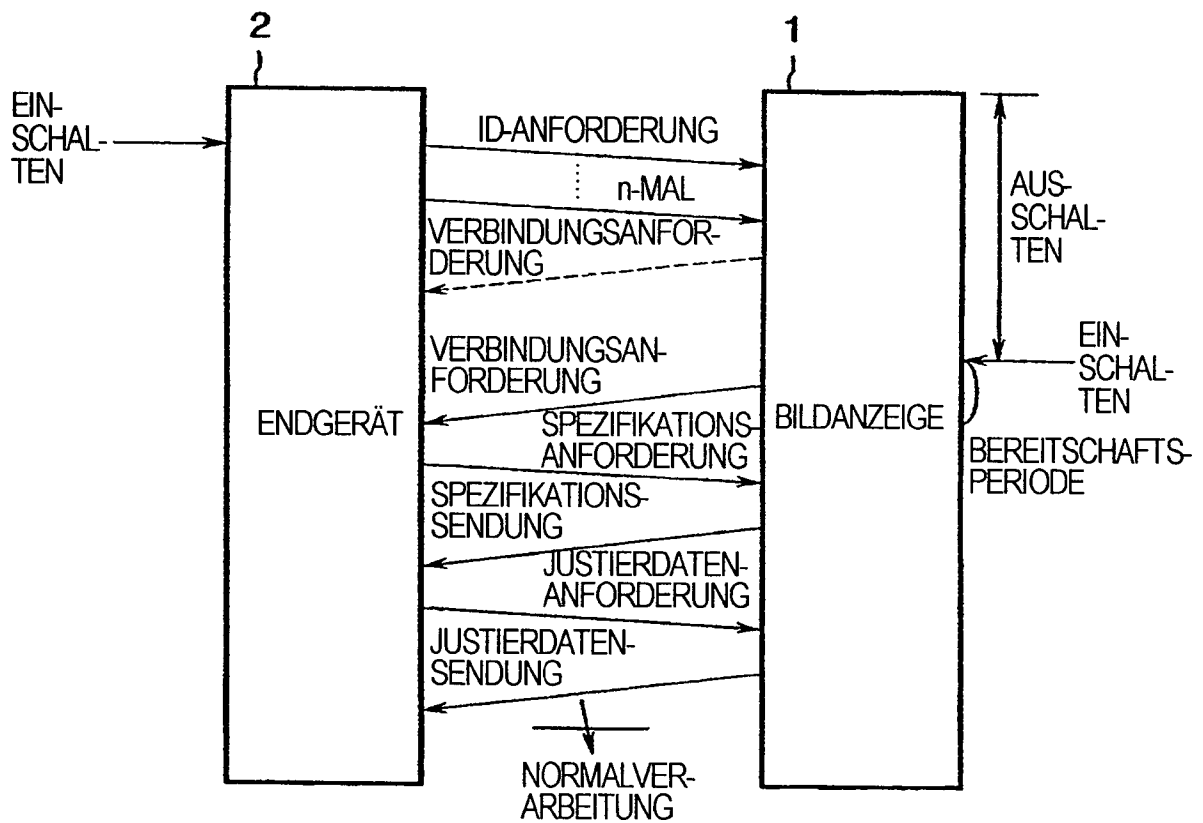 2
1
EIN-
SCHAL-
TEN
ID-ANFORDERUNG
n-MAL
VERBINDUNGSANFOR-
DERUNG
AUS-
SCHAL-
TEN
VERBINDUNGSAN-
FORDERUNG
EIN-
SCHAL-
TEN
ENDGERÄT
BILDANZEIGE
SPEZIFIKATIONS
ANFORDERUNG
BEREITSCHAFTS-
PERIODE
SPEZIFIKATIONS-
SENDUNG
JUSTIERDATEN-
ANFORDERUNG
JUSTIERDATEN-
SENDUNG
NORMALVER-
ARBEITUNG